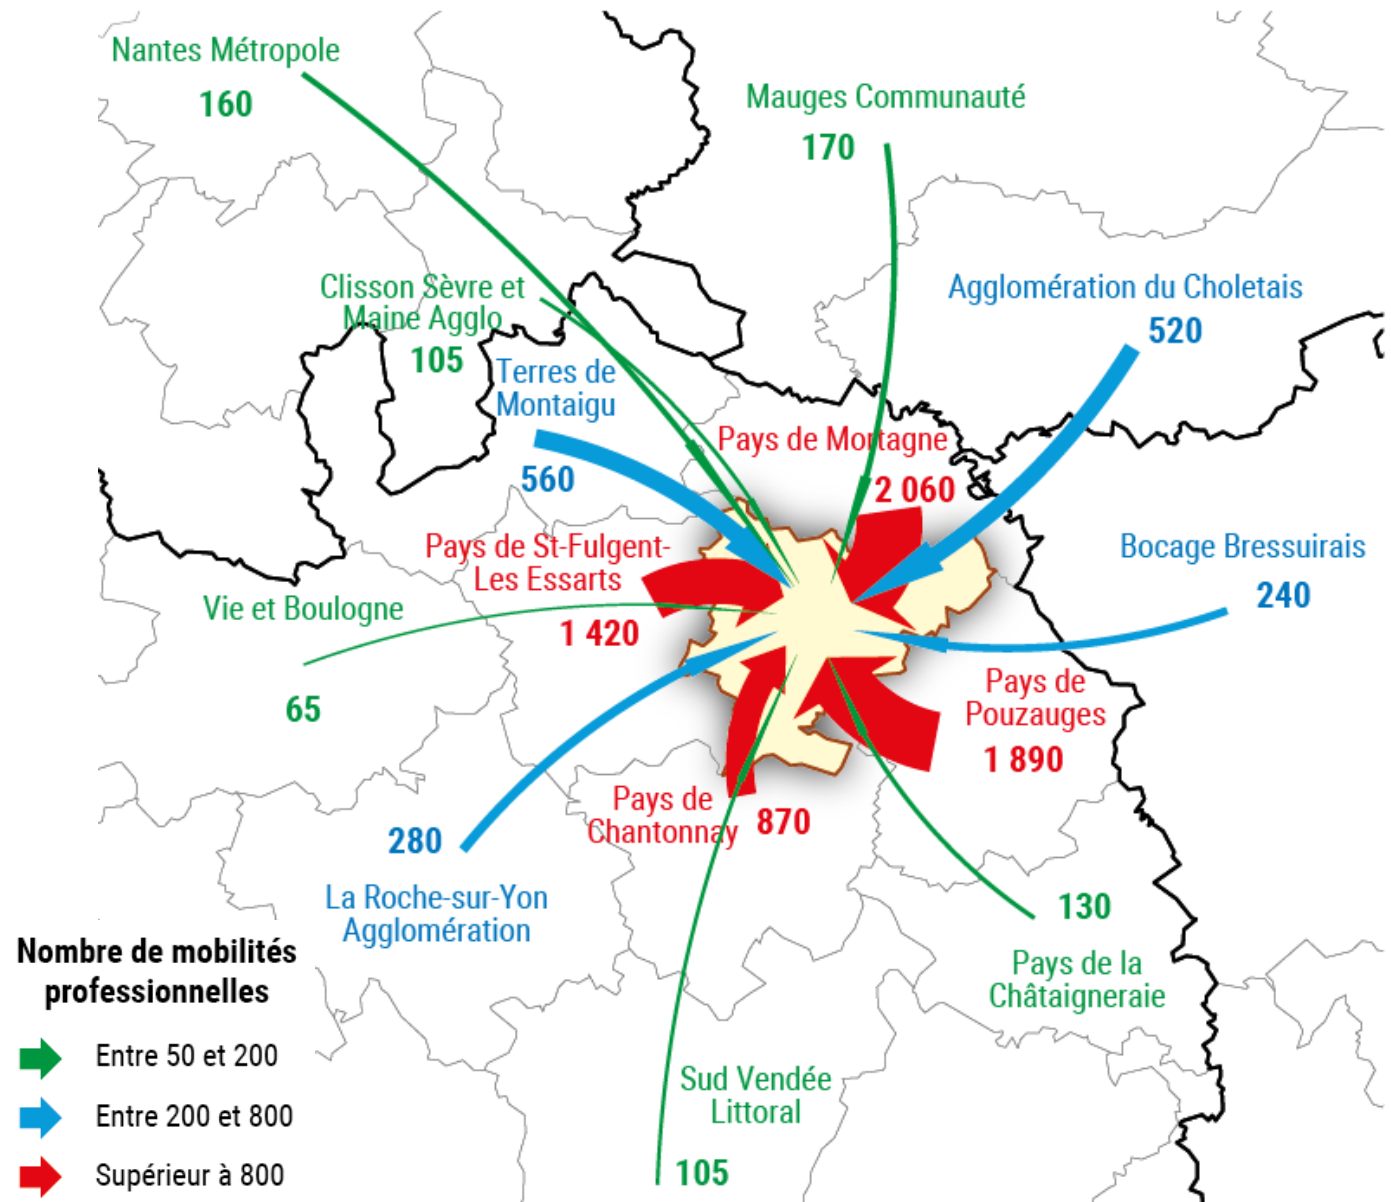 Nantes Métropole
160
Mauges Communauté
170
Clisson Sèvre et
Maine Agglo
105
Agglomération du Choletais
520
Terres de
Montaigu
560
Pays de Mortagne
2 060
Pays de St-Fulgent-
Les Essarts
1 420
Bocage Bressuirais
240
Vie et Boulogne
65
Pays de
Pouzauges
1 890
Pays de
Chantonnay
870
280
La Roche-sur-Yon
Agglomération
130
Pays de la
Châtaigneraie
Sud Vendée
Littoral
105
Nombre de mobilités
professionnelles
Entre 50 et 200
Entre 200 et 800
Supérieur à 800